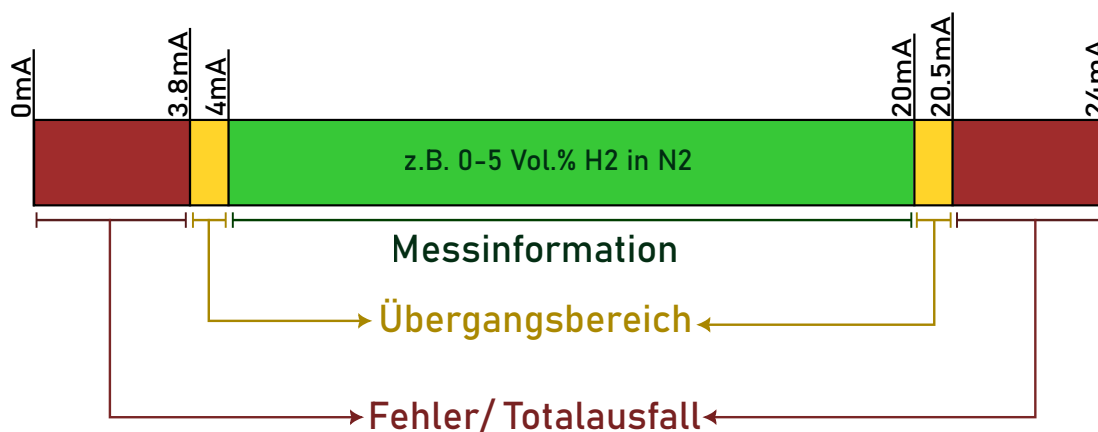 0mA
3.8mA
4mA
20mA
20.5mA
z.B. 0-5 Vol.% H2 in N2
Messinformation
Übergangsbereich
Fehler/ Totalausfall